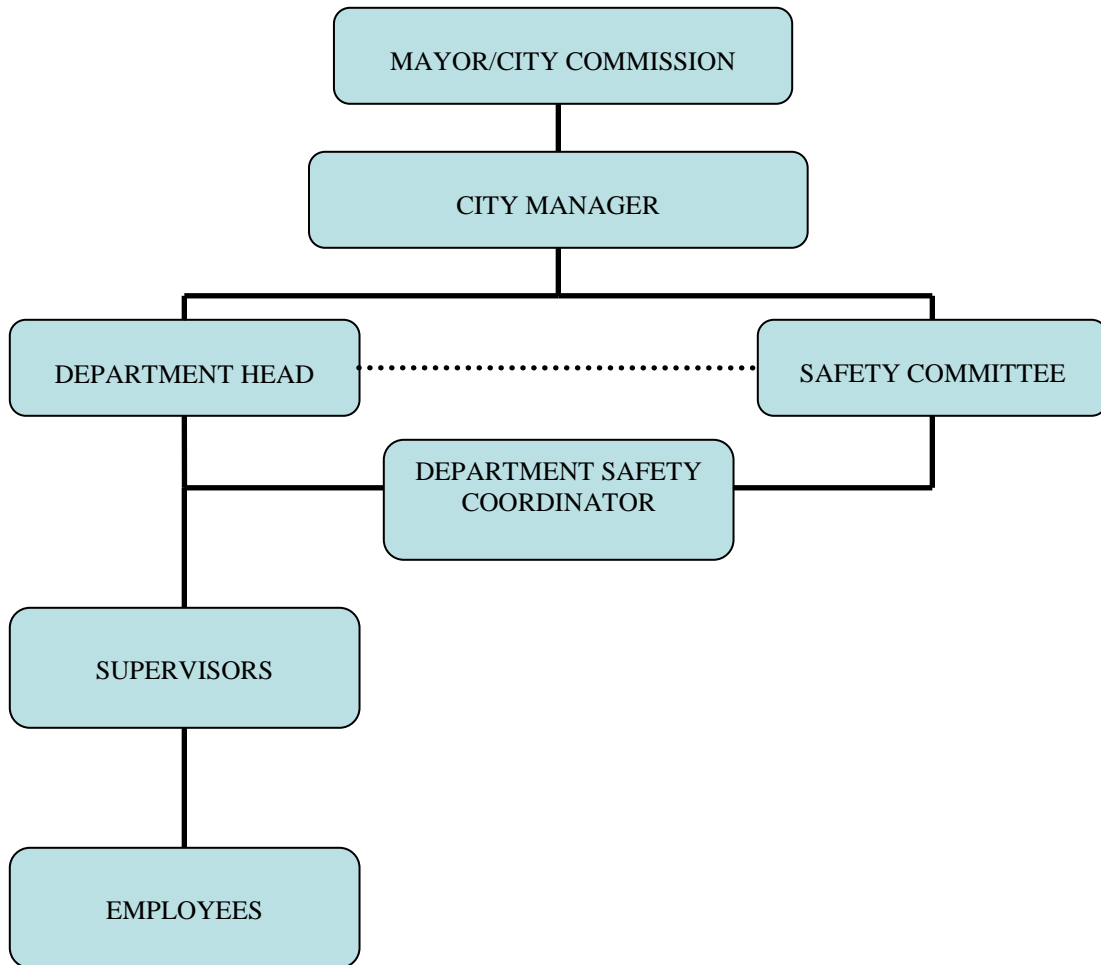 MAYOR/CITY COMMISSION
CITY MANAGER
DEPARTMENT HEAD
SAFETY COMMITTEE
DEPARTMENT SAFETY
COORDINATOR
SUPERVISORS
EMPLOYEES